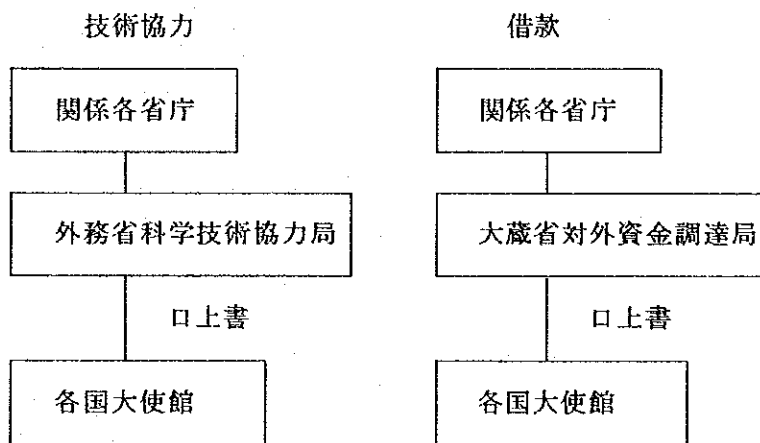 技術協力
関係各省庁
外務省科学技術協力局
口上書
各国大使館
借款
関係各省庁
大蔵省対外資金調達局
口上書
各国大使館